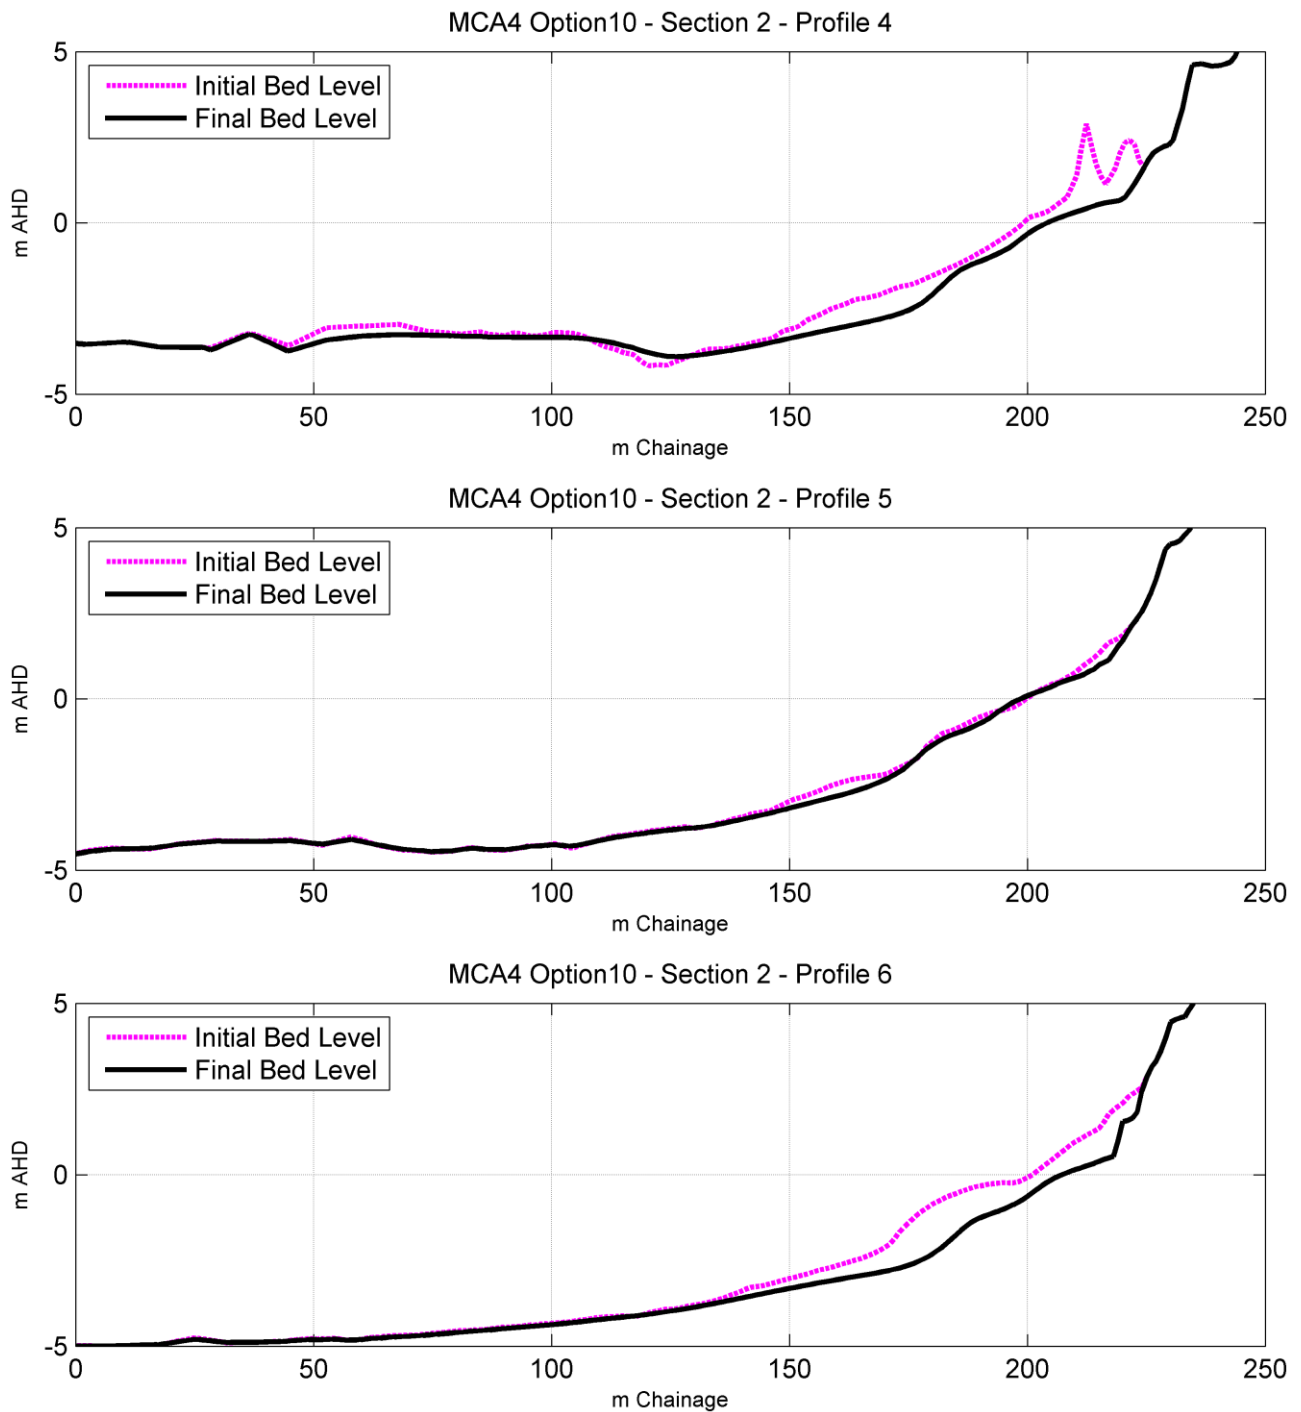 MCA4 Option10 - Section 2 - Profile 4
5
Initial Bed Level
Final Bed Level
m AHD
0
-5
0 50 100 150 200 250
m Chainage
MCA4 Option10 - Section 2 - Profile 5
5
Initial Bed Level
Final Bed Level
m AHD
0
-5
0 50 100 150 200 250
m Chainage
MCA4 Option10 - Section 2 - Profile 6
5
Initial Bed Level
Final Bed Level
m AHD
0
-5
0 50 100 150 200 250
m Chainage